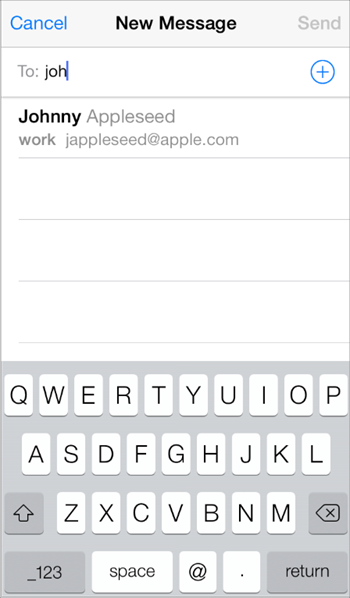 Cancel New Message Send
To: joh
Johnny Appleseed
work jappleseed@apple.com
Q W E R T Y U I O P
A S D F G H J K L
Z X C V B N M
_123 space @ . return